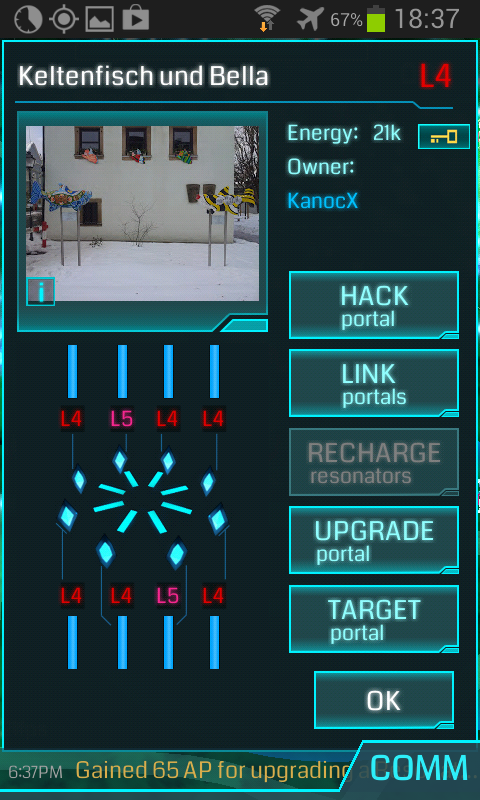 67% 18:37
Keltenfisch und Bella L4
Energy: 21k
Owner:
KanocX
i
HACK
portal
LINK
portals
L4 L5 L4 L4
RECHARGE
resonators
UPGRADE
portal
L4 L4 L5 L4
TARGET
portal
OK
6:37PM Gained 65 AP for upgrading
COMM